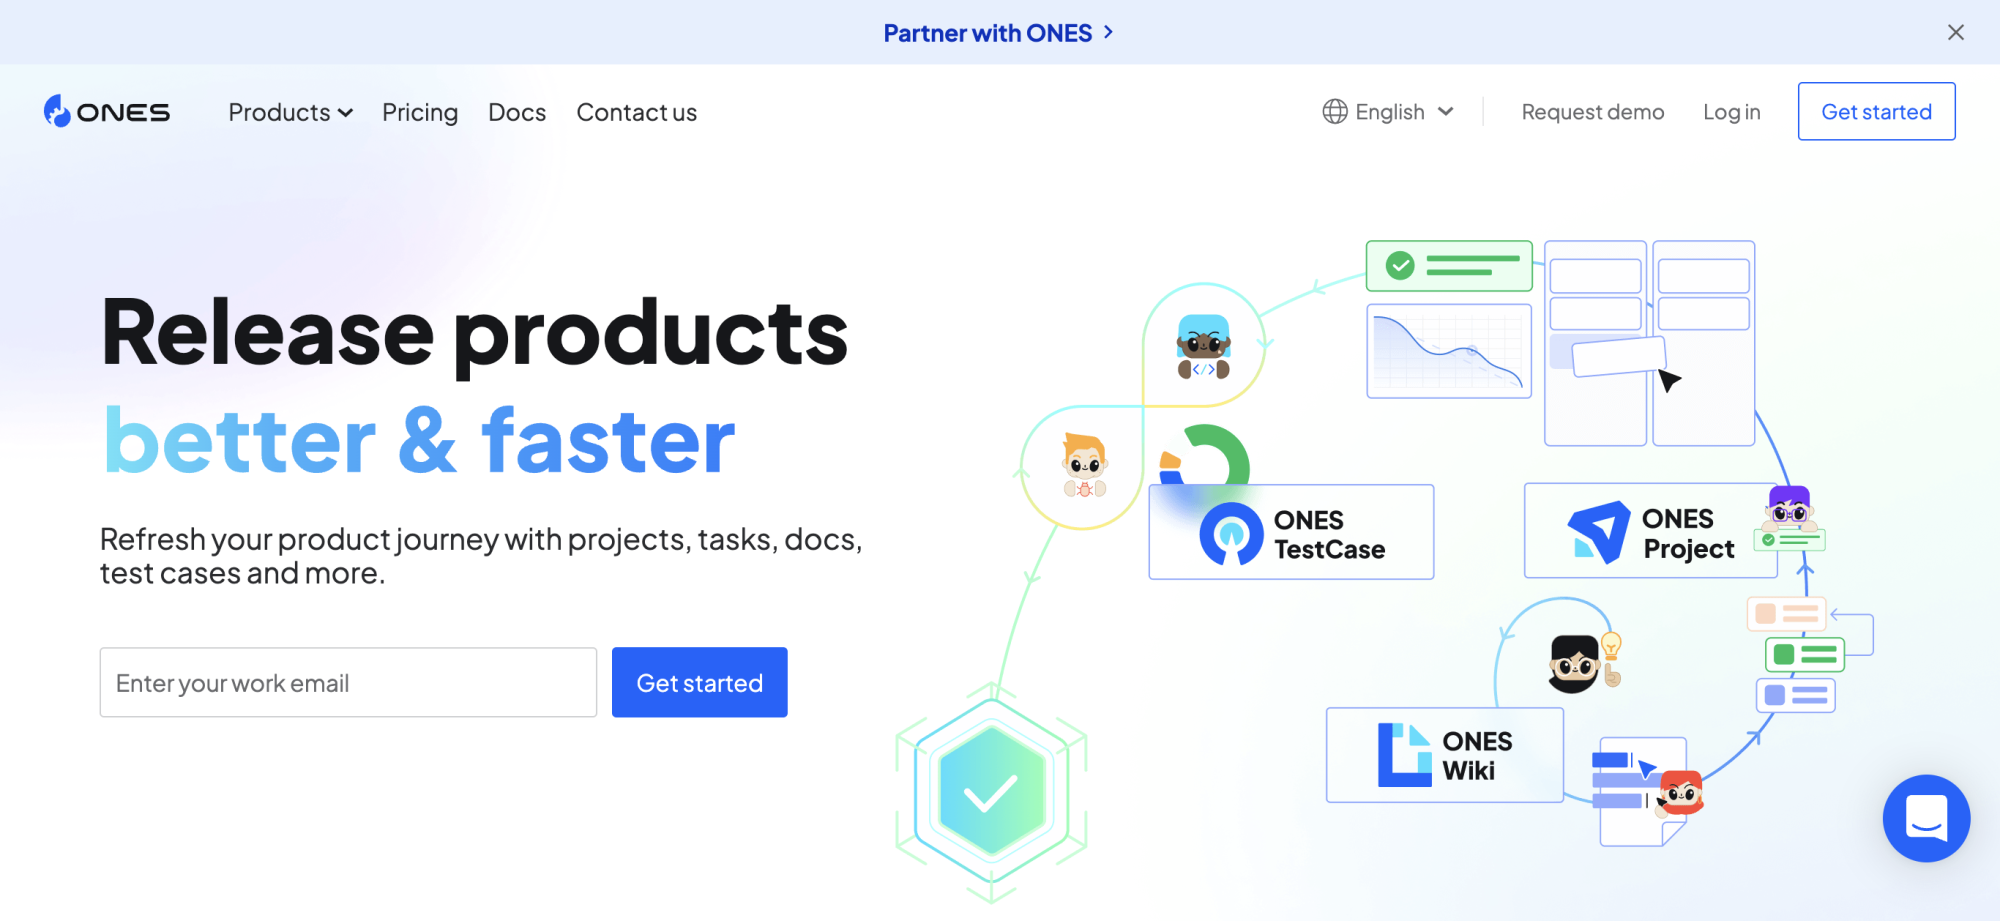 Partner with ONES
ONES
Products
Pricing
Docs
Contact us
English
Request demo
Log in
Get started
Release products
better & faster
Refresh your product journey with projects, tasks, docs,
test cases and more.
Enter your work email
Get started
</>
ONES
TestCase
ONES
Project
ONES
Wiki